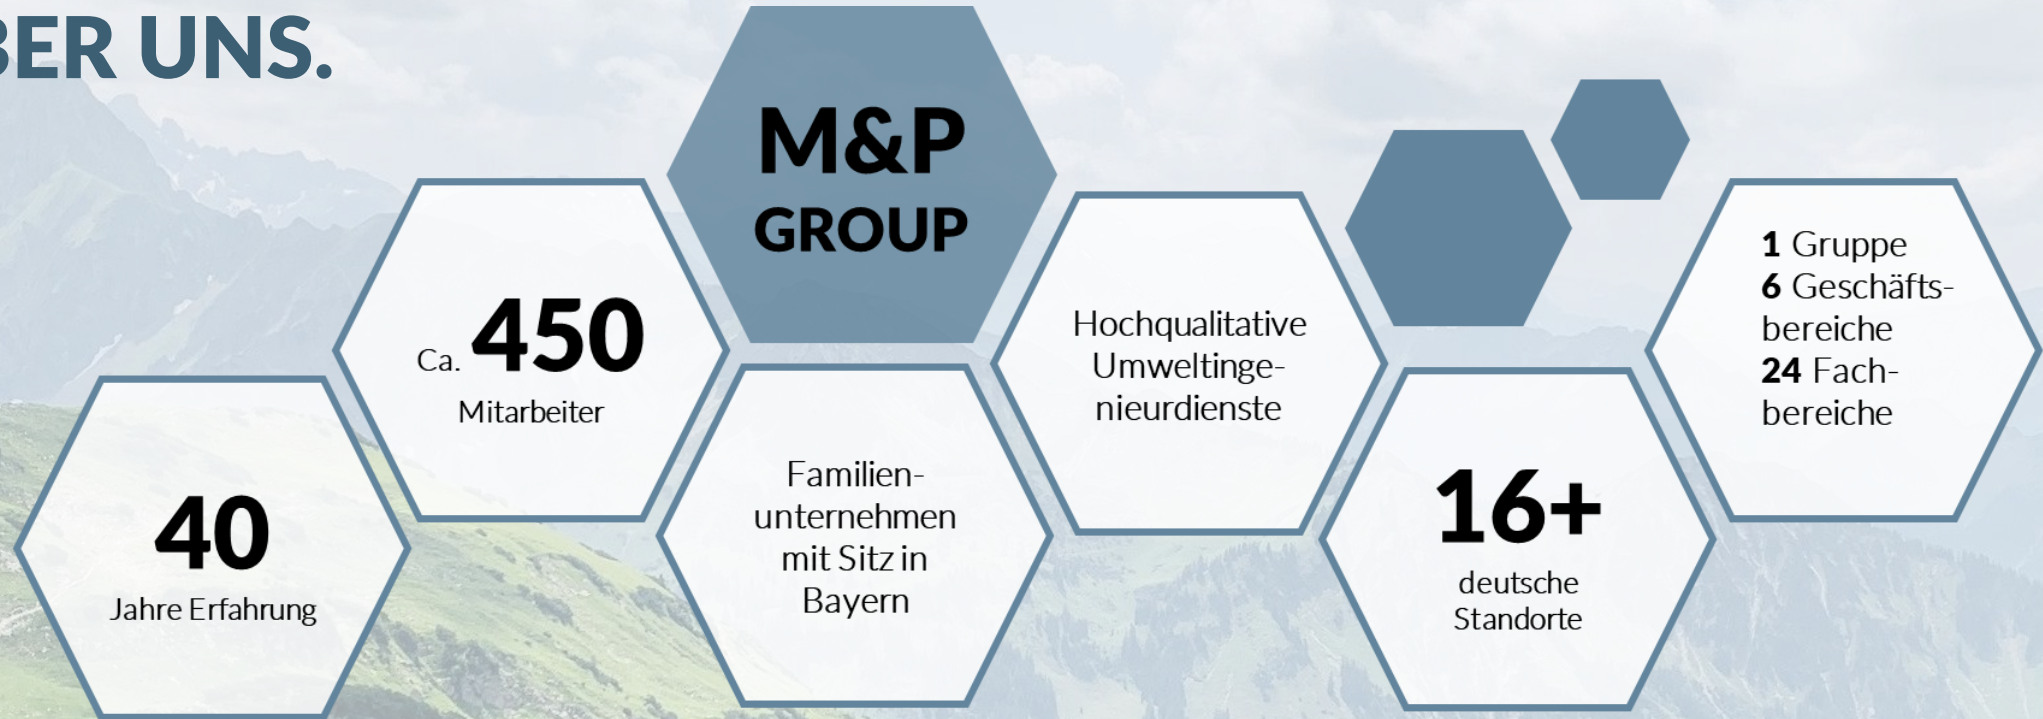 BER UNS.
M&P
GROUP
Ca. 450
Mitarbeiter
40
Jahre Erfahrung
Familien-
unternehmen
mit Sitz in
Bayern
Hochqualitative
Umweltinge-
nieurdienste
16+
deutsche
Standorte
1 Gruppe
6 Geschäfts-
bereiche
24 Fach-
bereiche